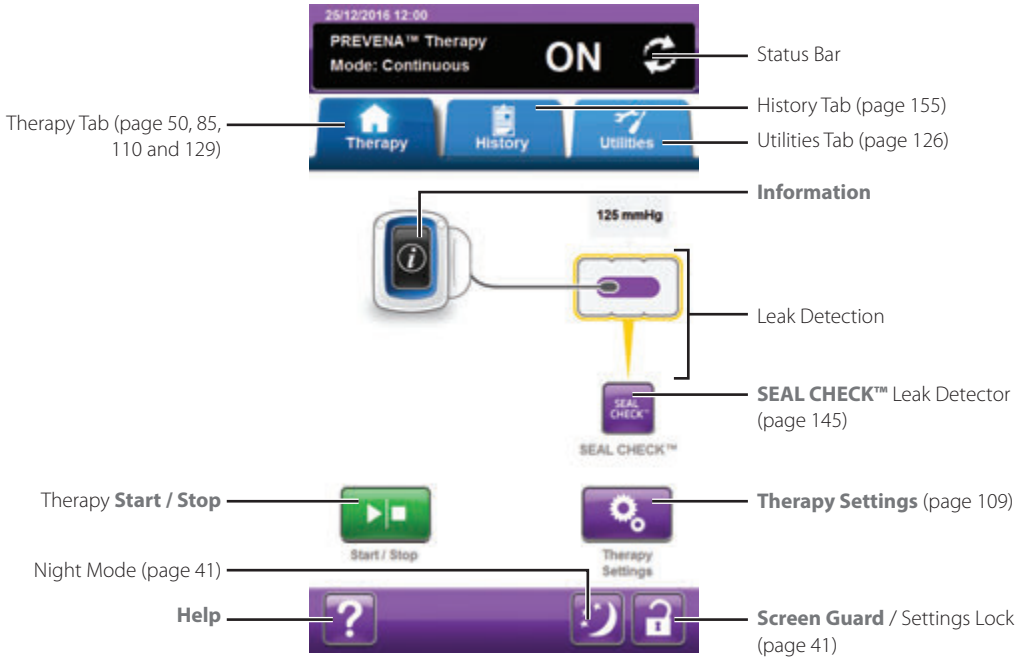 25/12/2016 12:00
PREVENA™ Therapy
Mode: Continuous
ON
Status Bar
Therapy Tab (page 50, 85,
110 and 129)
Therapy
History
Utilities
History Tab (page 155)
Utilities Tab (page 126)
Information
125 mmHg
i
Leak Detection
SEAL
CHECK™
SEAL CHECK™
SEAL CHECK™ Leak Detector
(page 145)
Therapy Start / Stop
Start / Stop
Therapy
Settings
Therapy Settings (page 109)
Night Mode (page 41)
Help
?
Screen Guard / Settings Lock
(page 41)